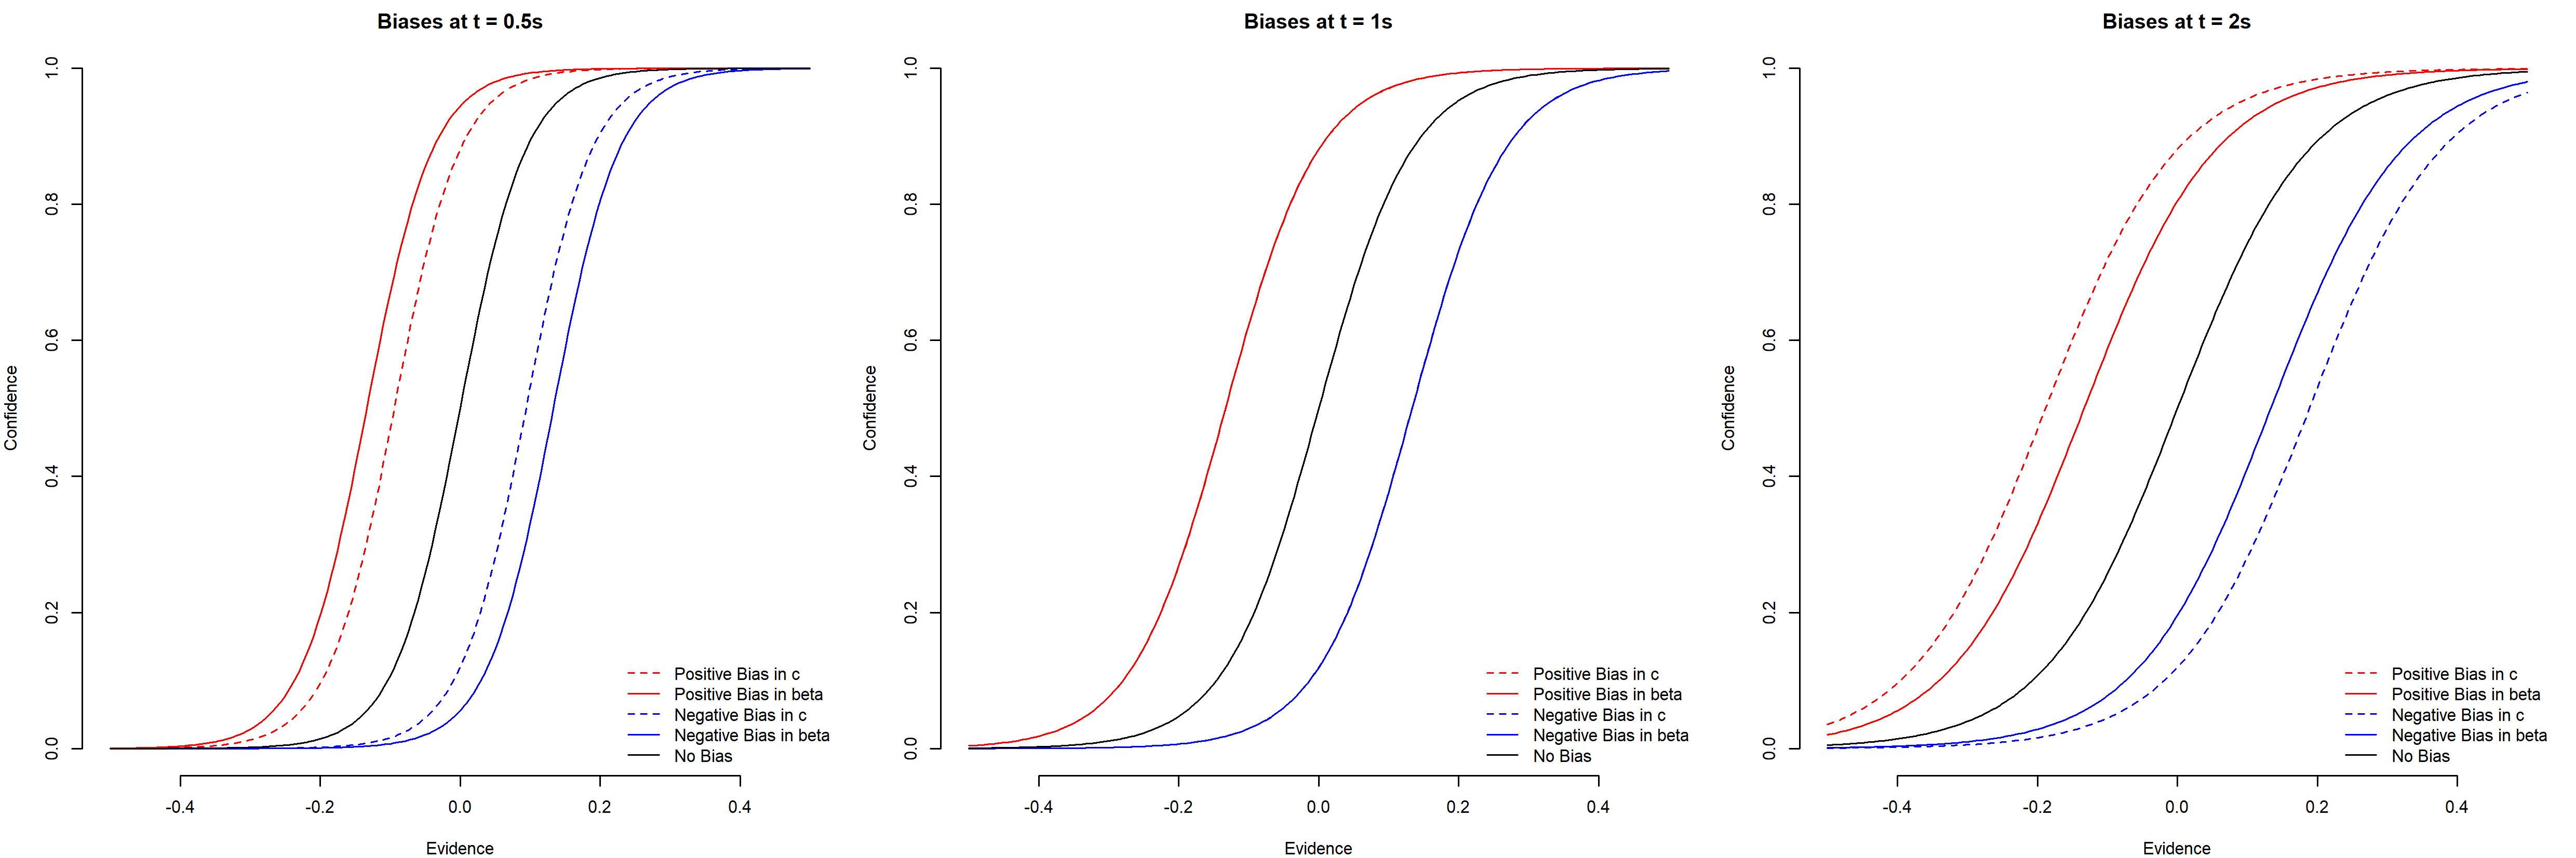 Biases at t = 0.5s
Confidence
1.0
0.8
0.6
0.4
0.2
0.0
Positive Bias in c
Positive Bias in beta
Negative Bias in c
Negative Bias in beta
No Bias
-0.4 -0.2 0.0 0.2 0.4
Evidence
Biases at t = 1s
Confidence
1.0
0.8
0.6
0.4
0.2
0.0
Positive Bias in c
Positive Bias in beta
Negative Bias in c
Negative Bias in beta
No Bias
-0.4 -0.2 0.0 0.2 0.4
Evidence
Biases at t = 2s
Confidence
1.0
0.8
0.6
0.4
0.2
0.0
Positive Bias in c
Positive Bias in beta
Negative Bias in c
Negative Bias in beta
No Bias
-0.4 -0.2 0.0 0.2 0.4
Evidence